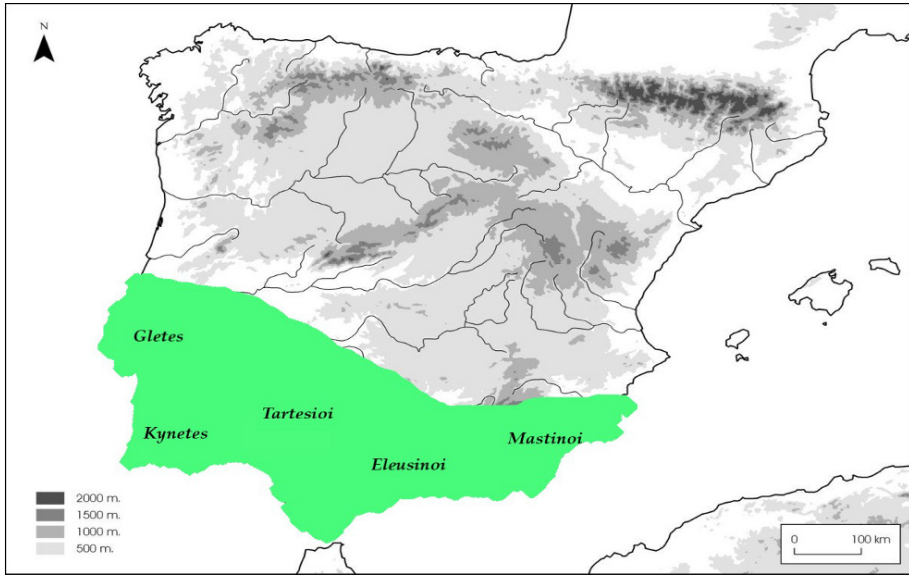 N
Gletes
Tartesioi
Kynetes
Mastinoi
Eleusinoi
2000 m.
1500 m.
1000 m.
500 m.
0 100 km